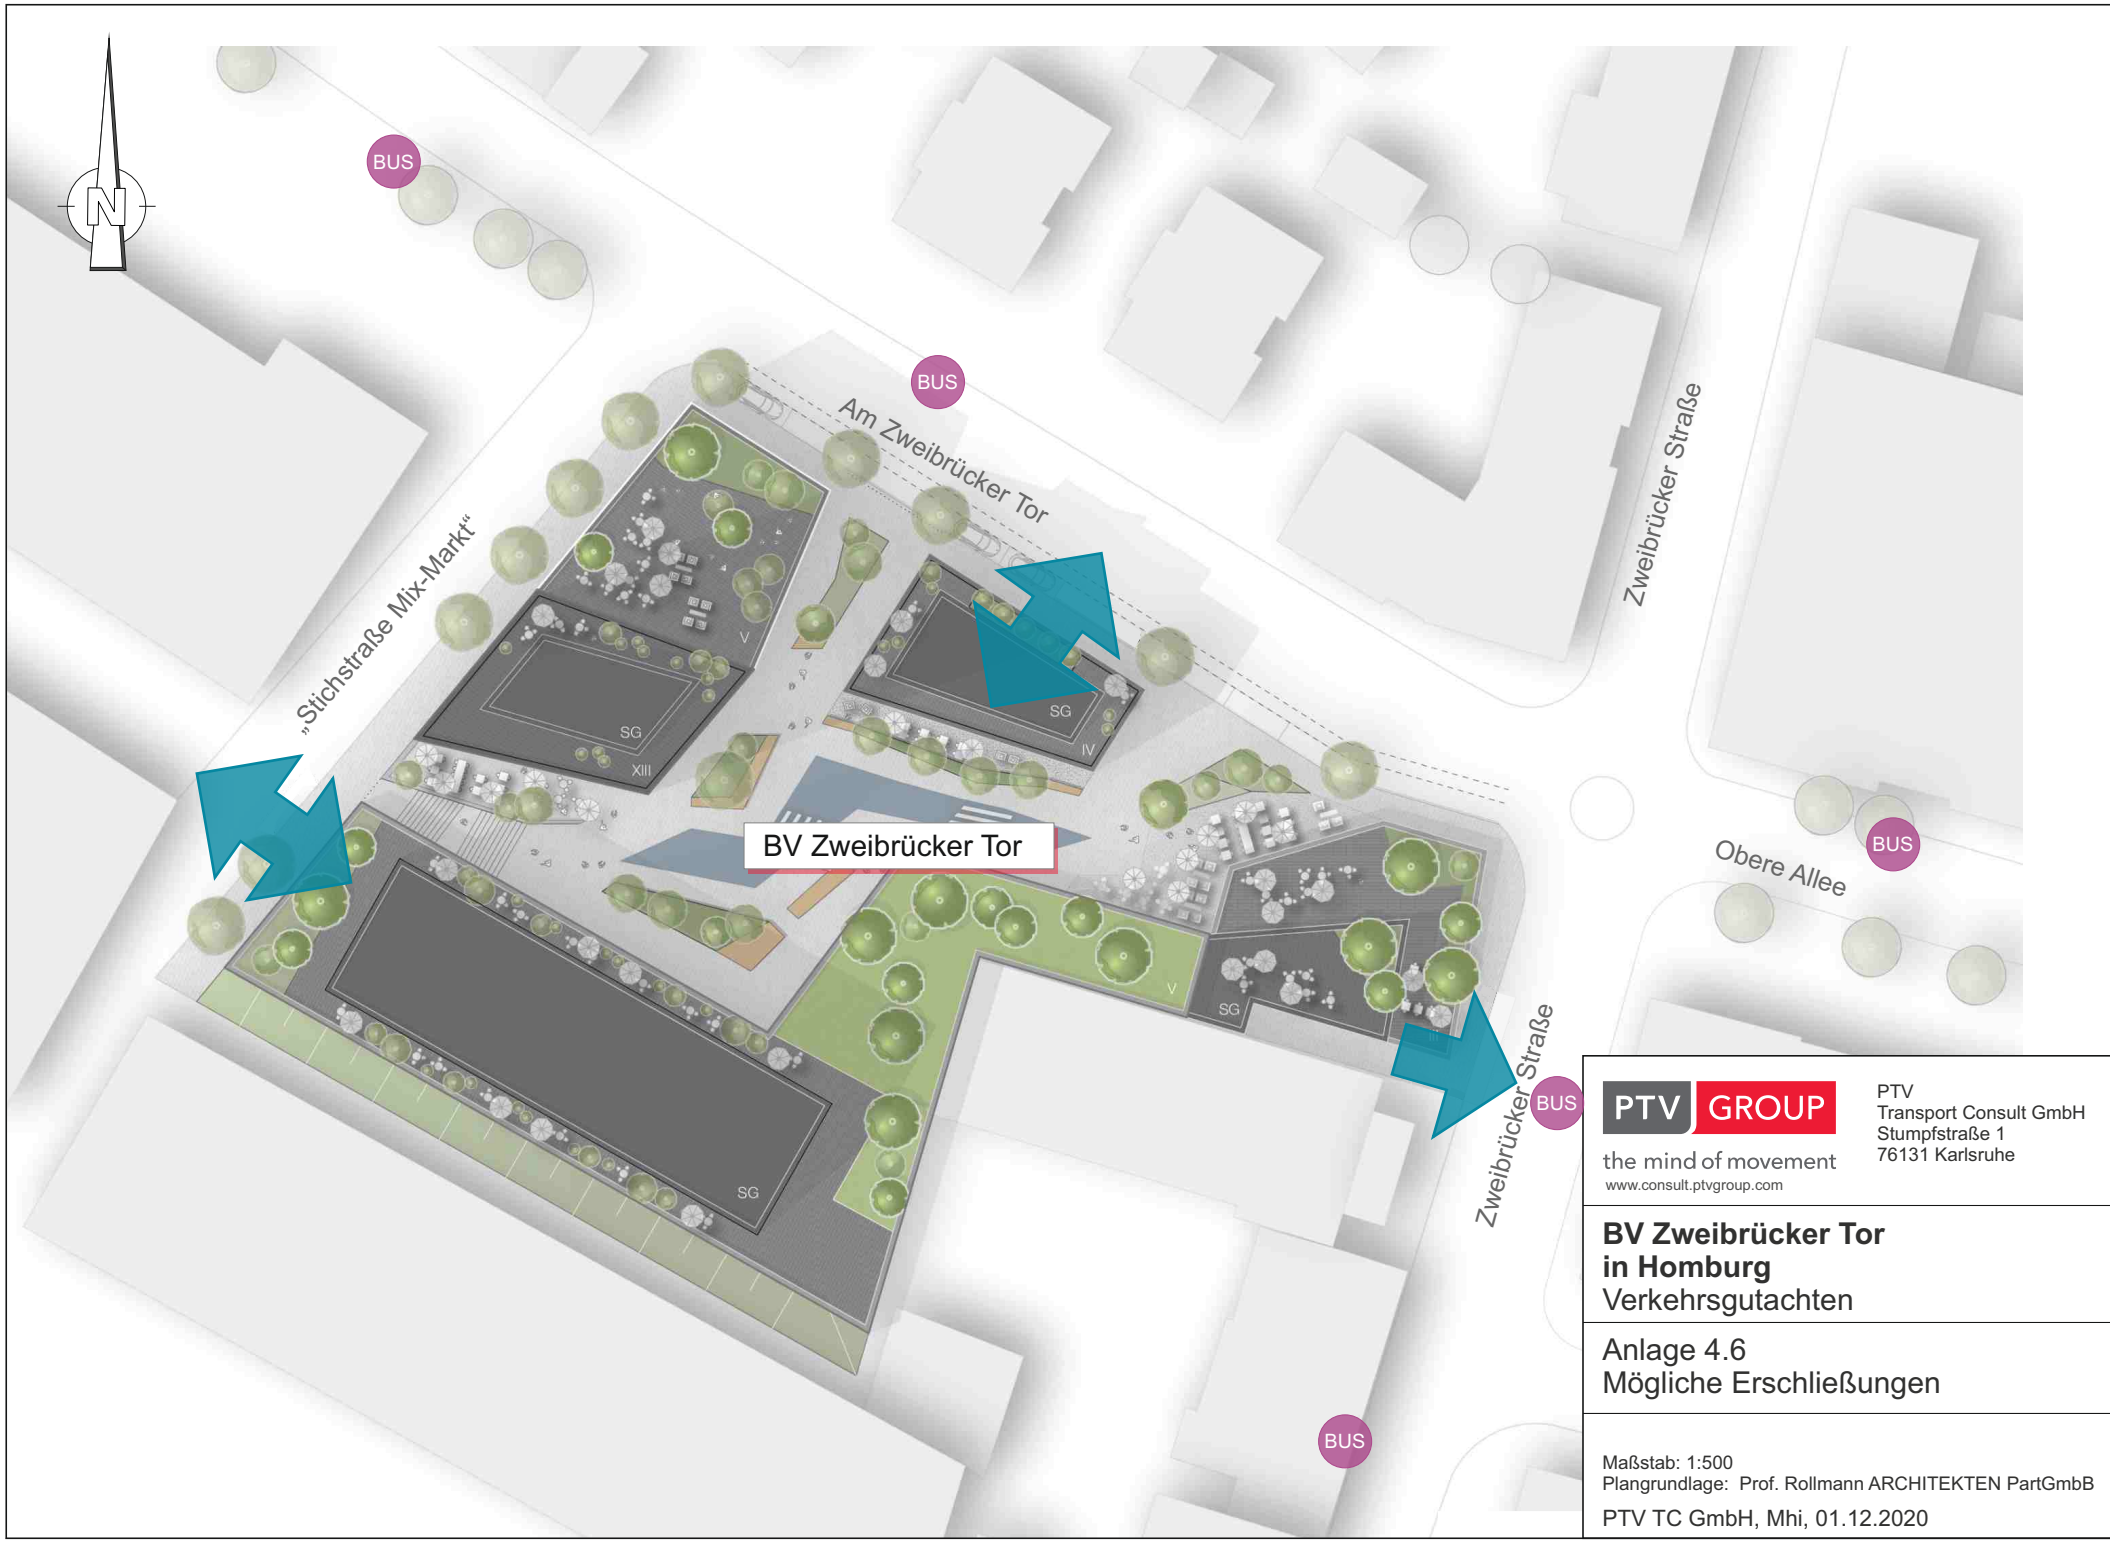 N
BUS
BUS
Am Zweibrücker Tor
Zweibrücker Straße
„Stichstraße Mix-Markt“
V
SG
XIII
SG
IV
BV Zweibrücker Tor
Obere Allee
BUS
V
SG
Zweibrücker Straße
BUS
SG
BUS
PTV GROUP
the mind of movement
www.consult.ptvgroup.com
PTV
Transport Consult GmbH
Stumpfstraße 1
76131 Karlsruhe
BV Zweibrücker Tor
in Homburg
Verkehrsgutachten
Anlage 4.6
Mögliche Erschließungen
Maßstab: 1:500
Plangrundlage: Prof. Rollmann ARCHITEKTEN PartGmbB
PTV TC GmbH, Mhi, 01.12.2020